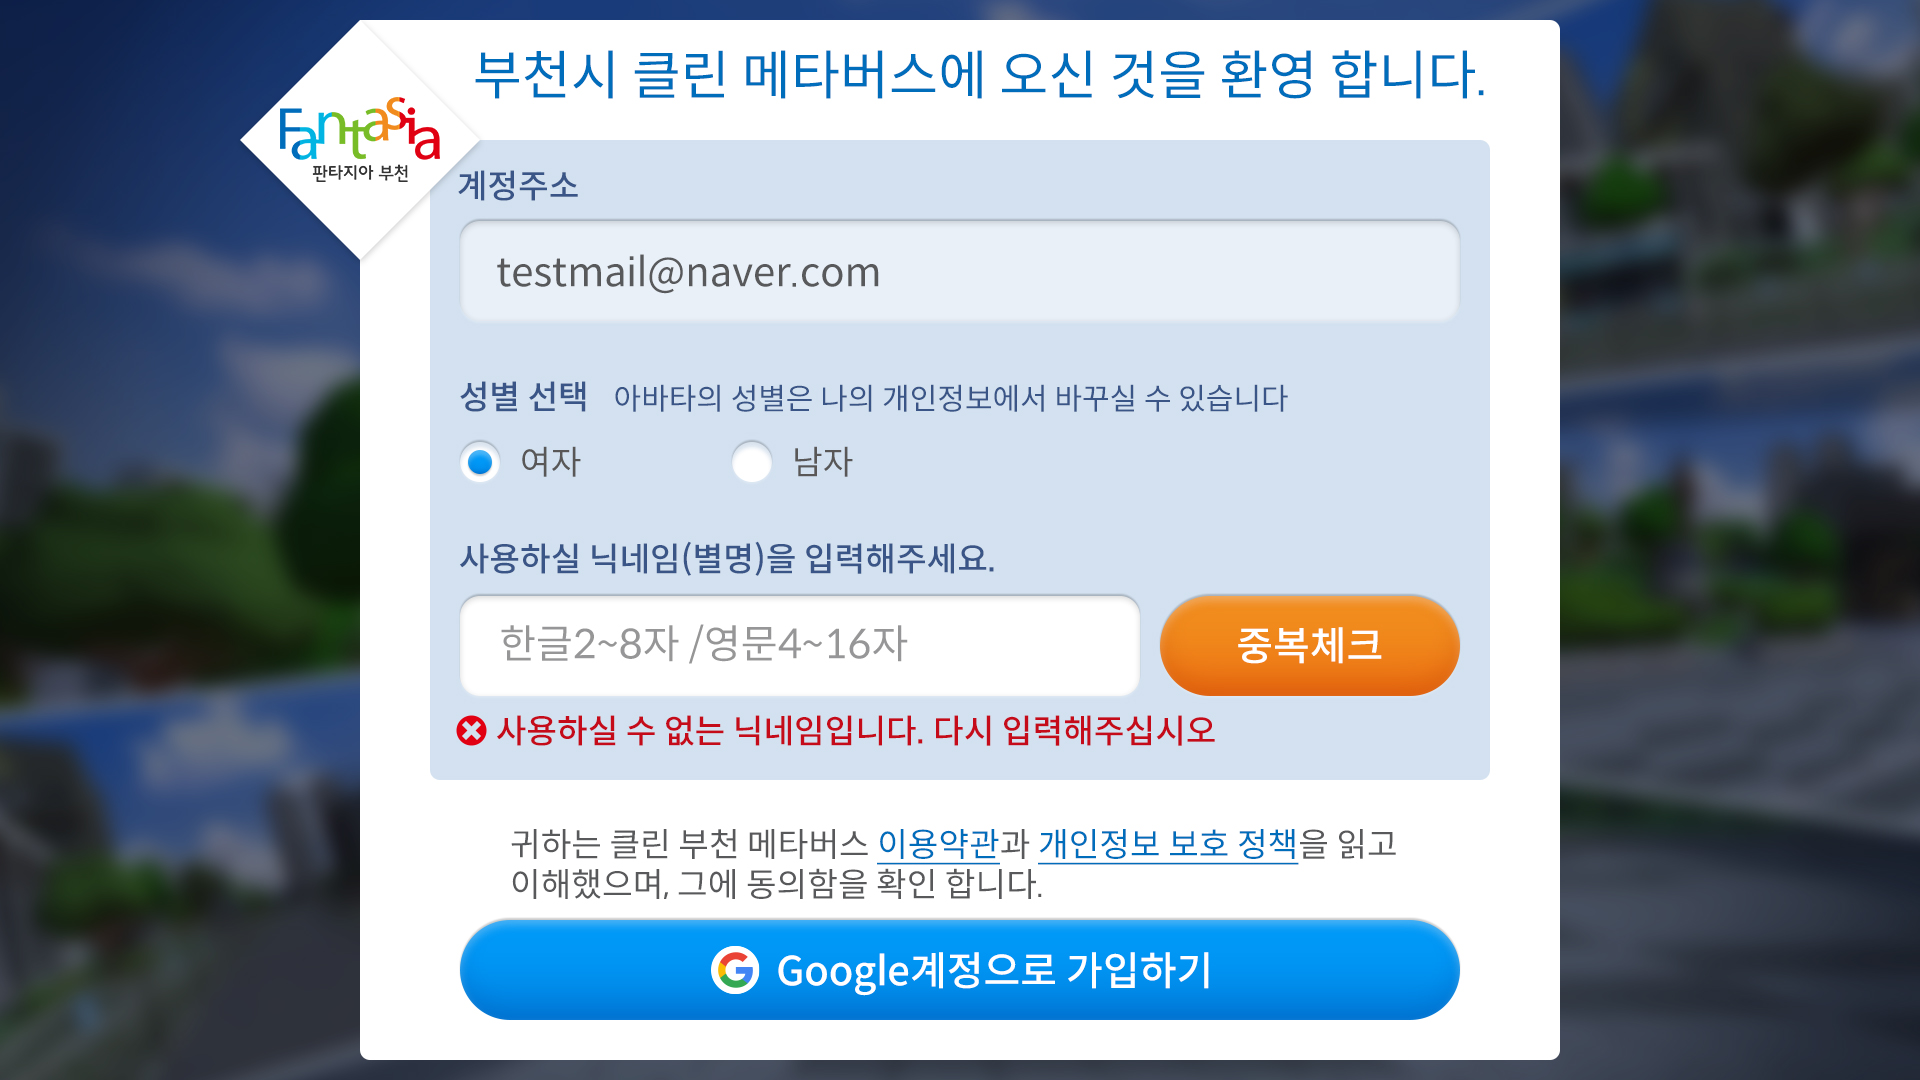 부천시 클린 메타버스에 오신 것을 환영 합니다.
Fantasia
판타지아 부천
계정주소
testmail@naver.com
성별 선택 아바타의 성별은 나의 개인정보에서 바꾸실 수 있습니다
여자 남자
사용하실 닉네임(별명)을 입력해주세요.
한글2~8자 /영문4~16자 중복체크
사용하실 수 없는 닉네임입니다. 다시 입력해주십시오
귀하는 클린 부천 메타버스 이용약관과 개인정보 보호 정책을 읽고
이해했으며, 그에 동의함을 확인 합니다.
G Google계정으로 가입하기